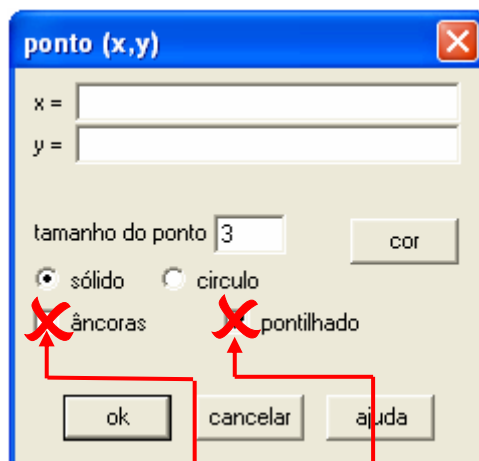 ponto (x,y)
x =
y =
tamanho do ponto 3 cor
sólido circulo
âncoras pontilhado
ok cancelar ajuda